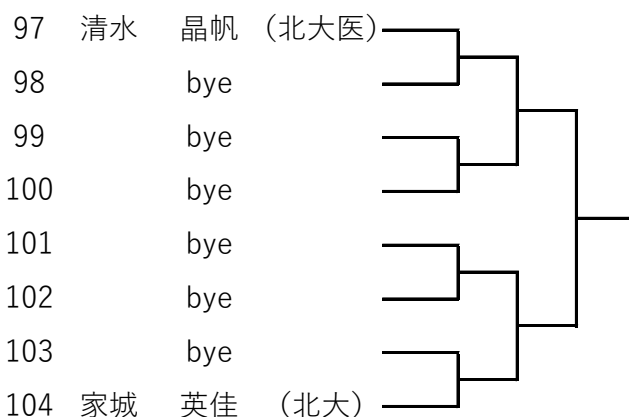 97 清水 晶帆 （北大医）
98 bye
99 bye
100 bye
101 bye
102 bye
103 bye
104 家城 英佳 （北大）